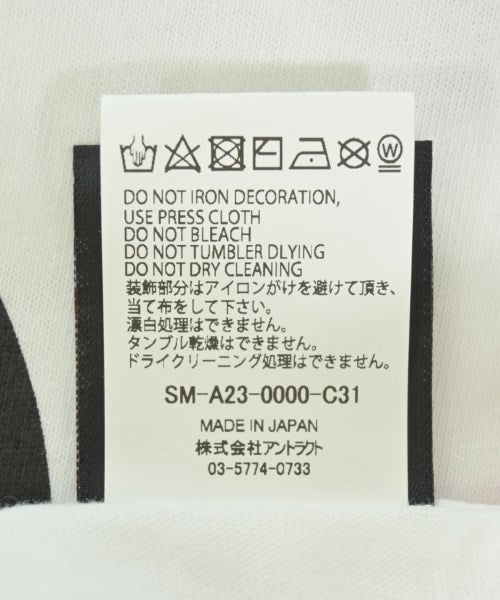 W
DO NOT IRON DECORATION,
USE PRESS CLOTH
DO NOT BLEACH
DO NOT TUMBLER DLYING
DO NOT DRY CLEANING
装飾部分はアイロンがけを避けて頂き、
当て布をして下さい。
漂白処理はできません。
タンブル乾燥はできません。
ドライクリーニング処理はできません。
SM-A23-0000-C31
MADE IN JAPAN
株式会社アントラクト
03-5774-0733